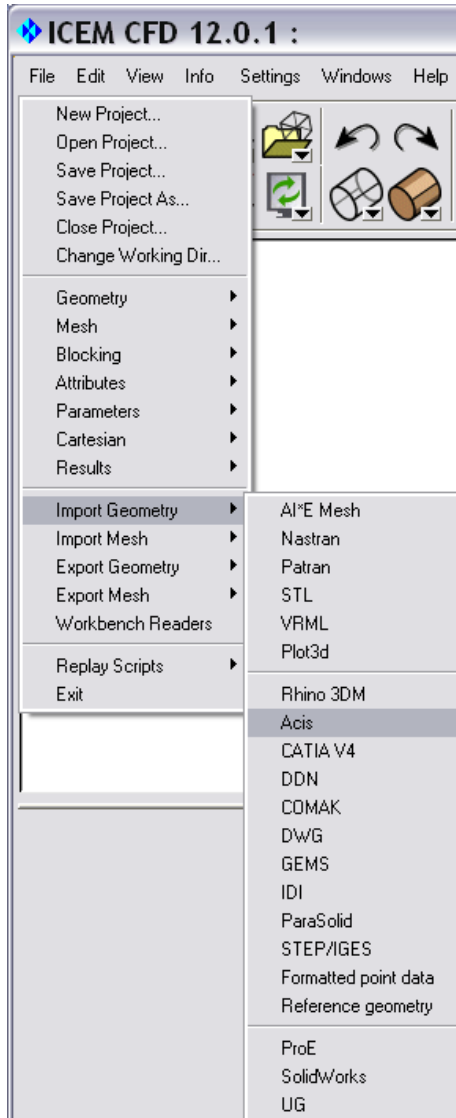 ICEM CFD 12.0.1 :
File Edit View Info Settings Windows Help
New Project...
Open Project...
Save Project...
Save Project As...
Close Project...
Change Working Dir...
Geometry
Mesh
Blocking
Attributes
Parameters
Cartesian
Results
Import Geometry
Import Mesh
Export Geometry
Export Mesh
Workbench Readers
Replay Scripts
Exit
AI*E Mesh
Nastran
Patran
STL
VRML
Plot3d
Rhino 3DM
Acis
CATIA V4
DDN
COMAK
DWG
GEMS
IDI
ParaSolid
STEP/IGES
Formatted point data
Reference geometry
ProE
SolidWorks
UG